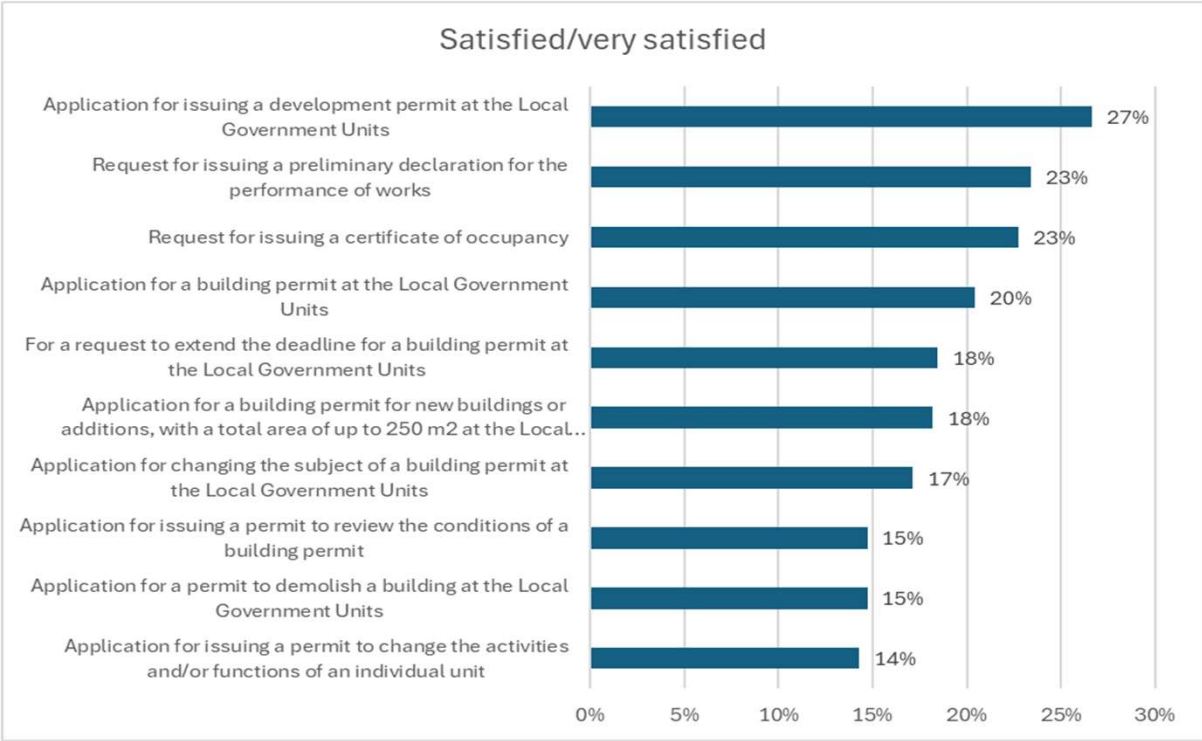 Satisfied/very satisfied
Application for issuing a development permit at the Local
Government Units
27%
Request for issuing a preliminary declaration for the
performance of works
23%
Request for issuing a certificate of occupancy
23%
Application for a building permit at the Local Government
Units
20%
For a request to extend the deadline for a building permit at
the Local Government Units
18%
Application for a building permit for new buildings or
additions, with a total area of up to 250 m2 at the Local...
18%
Application for changing the subject of a building permit at
the Local Government Units
17%
Application for issuing a permit to review the conditions of a
building permit
15%
Application for a permit to demolish a building at the Local
Government Units
15%
Application for issuing a permit to change the activities
and/or functions of an individual unit
14%
0% 5% 10% 15% 20% 25% 30%